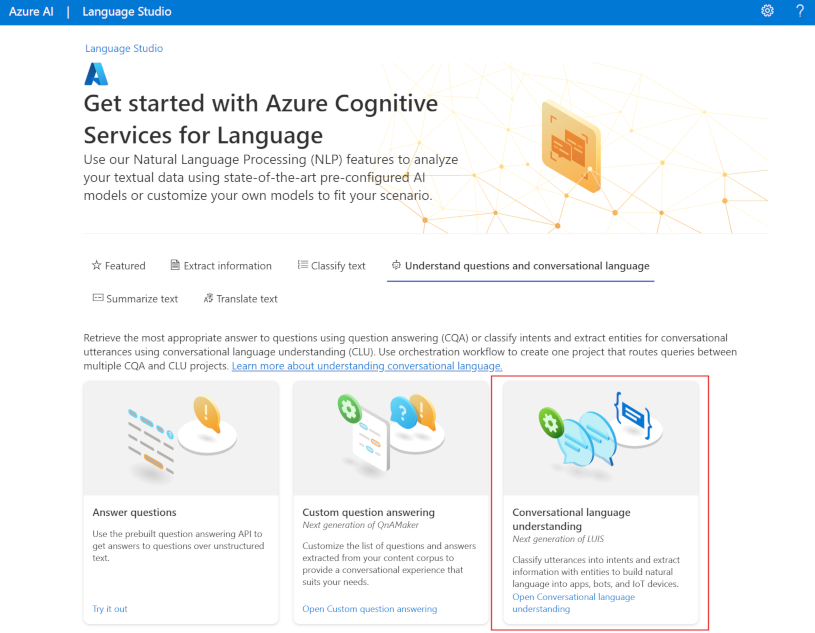 Azure AI | Language Studio ?
Language Studio
Get started with Azure Cognitive
Services for Language
Use our Natural Language Processing (NLP) features to analyze
your textual data using state-of-the-art pre-configured AI
models or customize your own models to fit your scenario.
Featured Extract information Classify text Understand questions and conversational language
Summarize text Translate text
Retrieve the most appropriate answer to questions using question answering (CQA) or classify intents and extract entities for conversational
utterances using conversational language understanding (CLU). Use orchestration workflow to create one project that routes queries between
multiple CQA and CLU projects. Learn more about understanding conversational language.
Answer questions
Use the prebuilt question answering API to
get answers to questions over unstructured
text.
Try it out
Custom question answering
Next generation of QnAMaker
Customize the list of questions and answers
extracted from your content corpus to
provide a conversational experience that
suits your needs.
Open Custom question answering
Conversational language
understanding
Next generation of LUIS
Classify utterances into intents and extract
information with entities to build natural
language into apps, bots, and IoT devices.
Open Conversational language
understanding